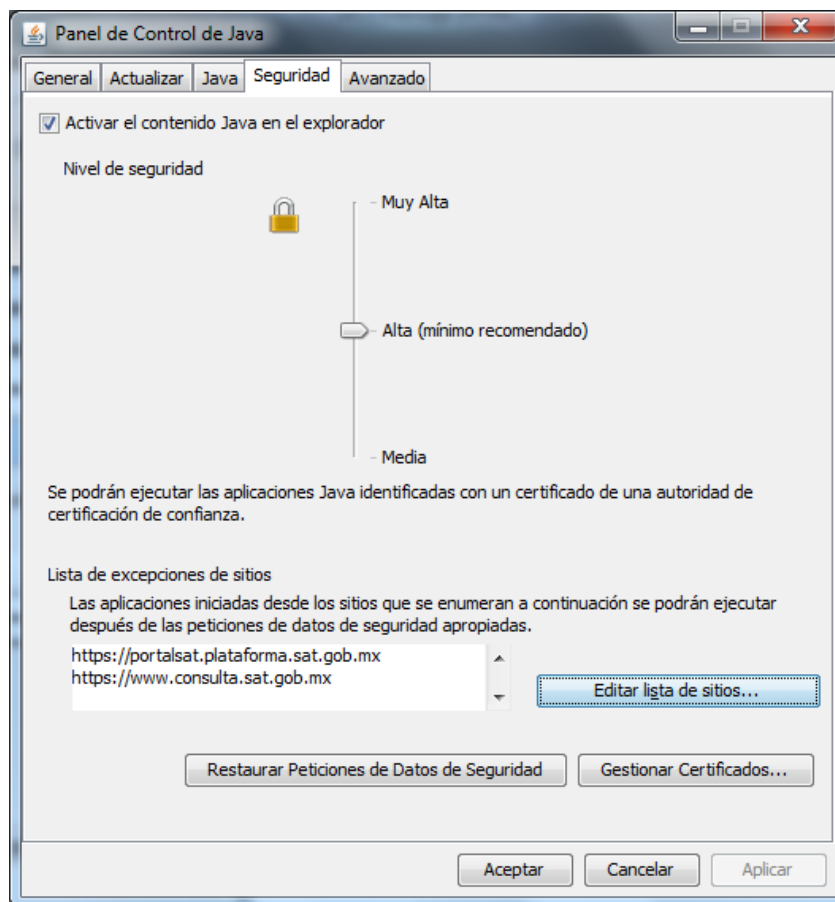 Panel de Control de Java
General
Actualizar
Java
Seguridad
Avanzado
Activar el contenido Java en el explorador
Nivel de seguridad
Muy Alta
Alta (mínimo recomendado)
Media
Se podrán ejecutar las aplicaciones Java identificadas con un certificado de una autoridad de
certificación de confianza.
Lista de excepciones de sitios
Las aplicaciones iniciadas desde los sitios que se enumeran a continuación se podrán ejecutar
después de las peticiones de datos de seguridad apropiadas.
https://portalsat.plataforma.sat.gob.mx
https://www.consulta.sat.gob.mx
Editar lista de sitios...
Restaurar Peticiones de Datos de Seguridad
Gestionar Certificados...
Aceptar
Cancelar
Aplicar